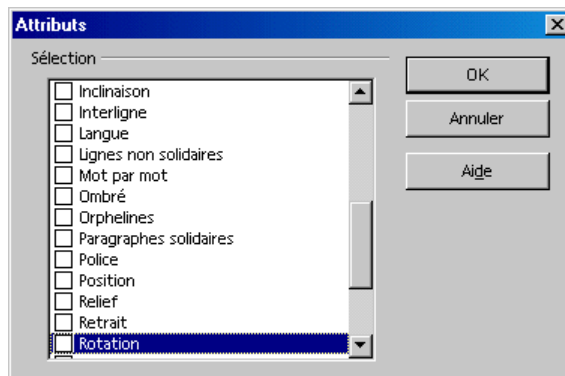 Attributs
Sélection
OK
Annuler
Aide
Inclinaison
Interligne
Langue
Lignes non solidaires
Mot par mot
Ombré
Orphelines
Paragraphes solidaires
Police
Position
Relief
Retrait
Rotation